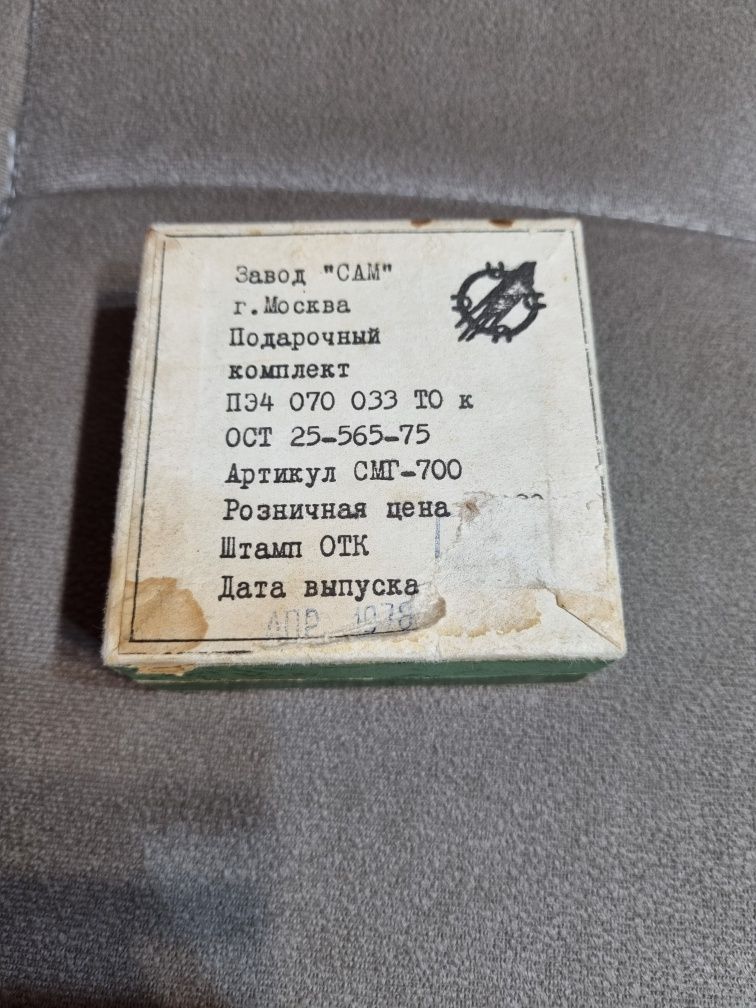 Завод "САМ"
г.Москва
Подарочный
комплект
ПЭ4 070 033 ТО к
ОСТ 25-565-75
Артикул СМГ-700
Розничная цена
Штамп ОТК
Дата выпуска
АПР. 1978